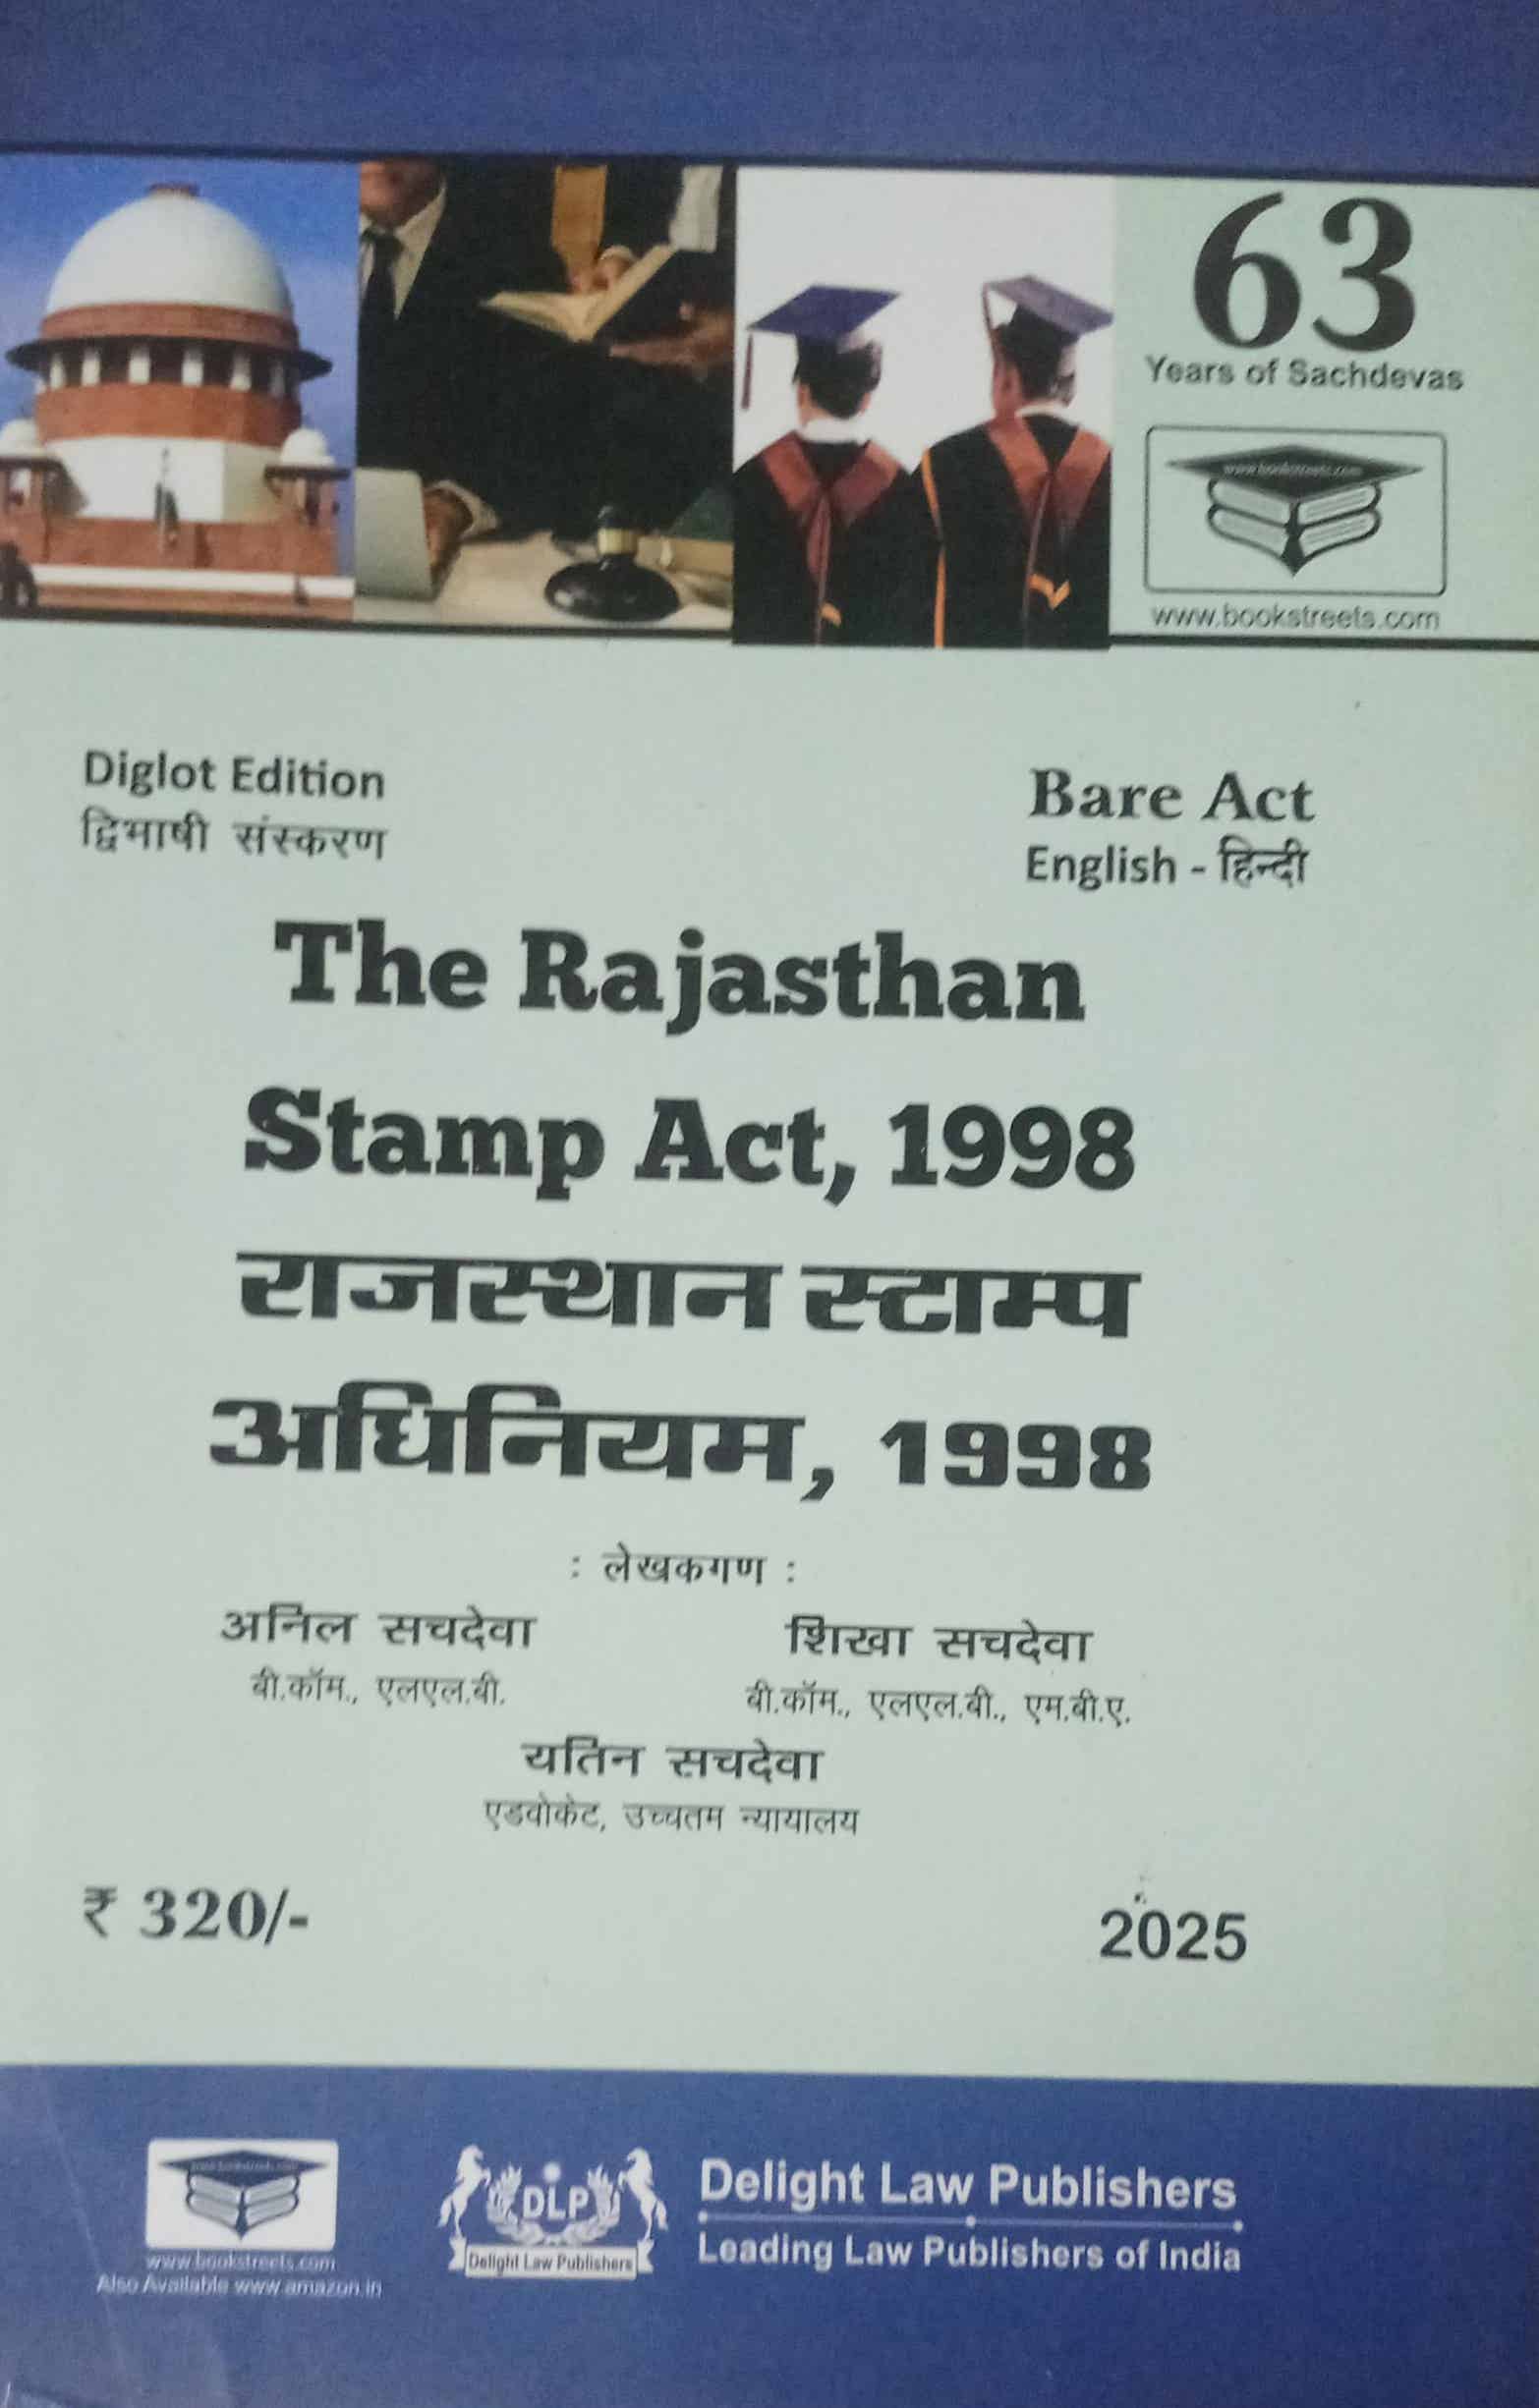 63
Years of Sachdevas
www.bookstreets.com
www.bookstreets.com
Diglot Edition
द्विभाषी संस्करण
Bare Act
English - हिन्दी
The Rajasthan
Stamp Act, 1998
राजस्थान स्टाम्प
अधिनियम, 1998
: लेखकगण :
अनिल सचदेवा
बी.कॉम., एलएल.बी.
शिखा सचदेवा
बी.कॉम., एलएल.बी., एम.बी.ए.
यतिन सचदेवा
एडवोकेट, उच्चतम न्यायालय
₹ 320/-
2025
www.bookstreets.com
Also Available www.amazon.in
DLP
Delight Law Publishers
Delight Law Publishers
Leading Law Publishers of India